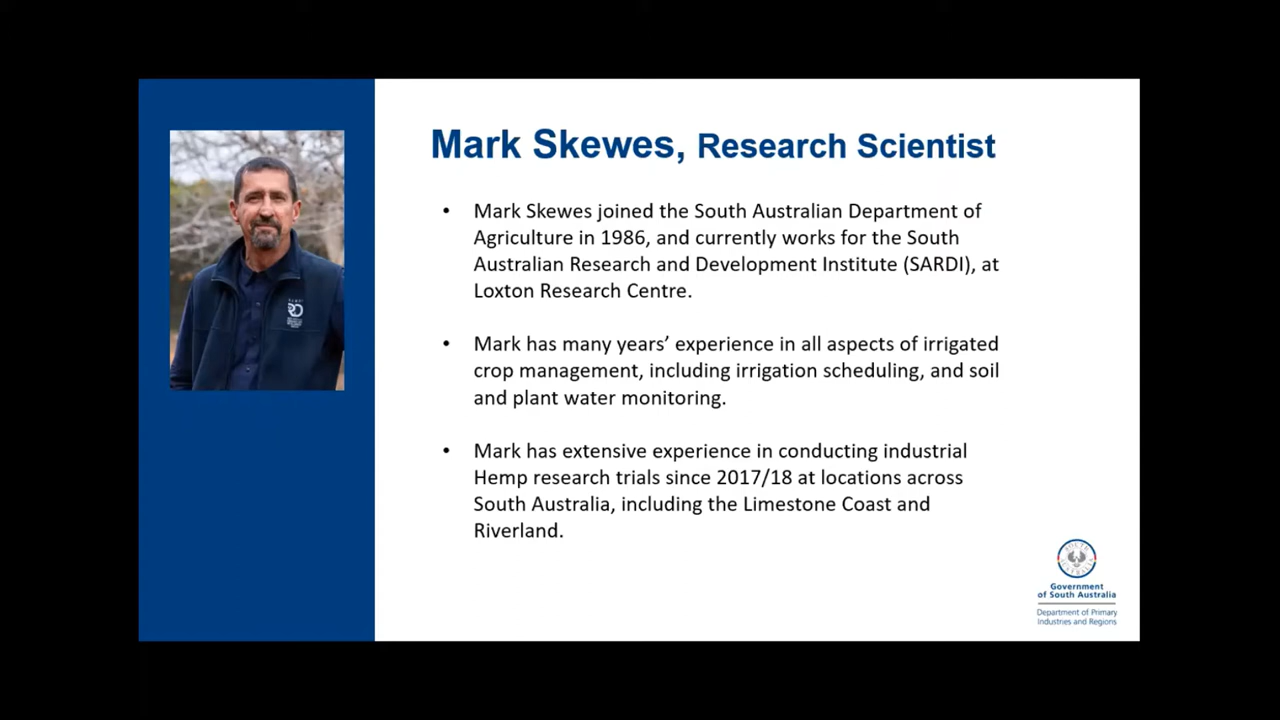 Mark Skewes, Research Scientist
• Mark Skewes joined the South Australian Department of
Agriculture in 1986, and currently works for the South
Australian Research and Development Institute (SARDI), at
Loxton Research Centre.
• Mark has many years’ experience in all aspects of irrigated
crop management, including irrigation scheduling, and soil
and plant water monitoring.
• Mark has extensive experience in conducting industrial
Hemp research trials since 2017/18 at locations across
South Australia, including the Limestone Coast and
Riverland.
SOUTH
AUSTRALIA
Government
of South Australia
Department of Primary
Industries and Regions